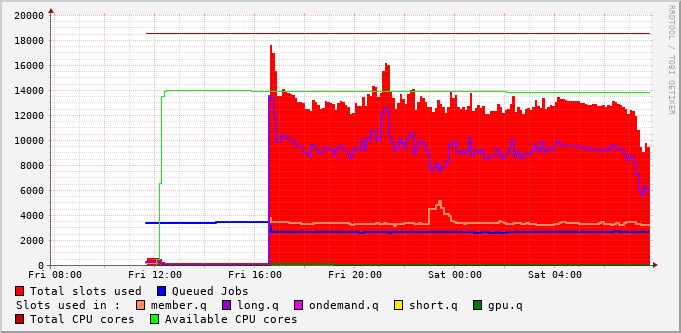 20000
18000
16000
14000
12000
10000
8000
6000
4000
2000
0
Fri 08:00 Fri 12:00 Fri 16:00 Fri 20:00 Sat 00:00 Sat 04:00
RRDTOOL / TOBI OETIKER
Total slots used Queued Jobs
Slots used in : member.q long.q ondemand.q short.q gpu.q
Total CPU cores Available CPU cores